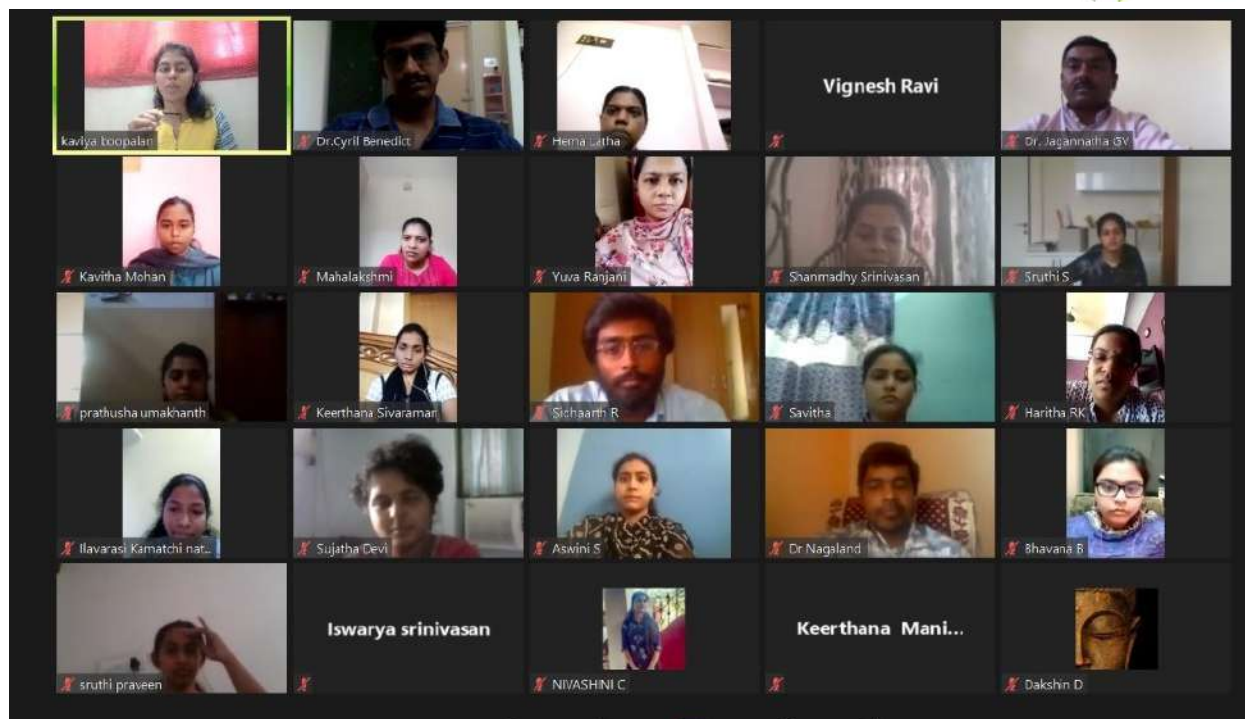 kaviya boopalan
Dr.Cyril Benedict
Hema Latha
Vignesh Ravi
Dr. Jagannatha GV
Kavitha Mohan
Mahalakshmi
Yuva Ranjani
Shanmadhy Srinivasan
Sruthi S
prathusha umakhanth
Keerthana Sivaraman
Sidhaarth R
Savitha
Haritha RK
Ilavarasi Kamatchi nat...
Sujatha Devi
Aswini S
Dr Nagaland
Bhavana B
sruthi praveen
Iswarya srinivasan
NIVASHINI C
Keerthana Mani...
Dakshin D